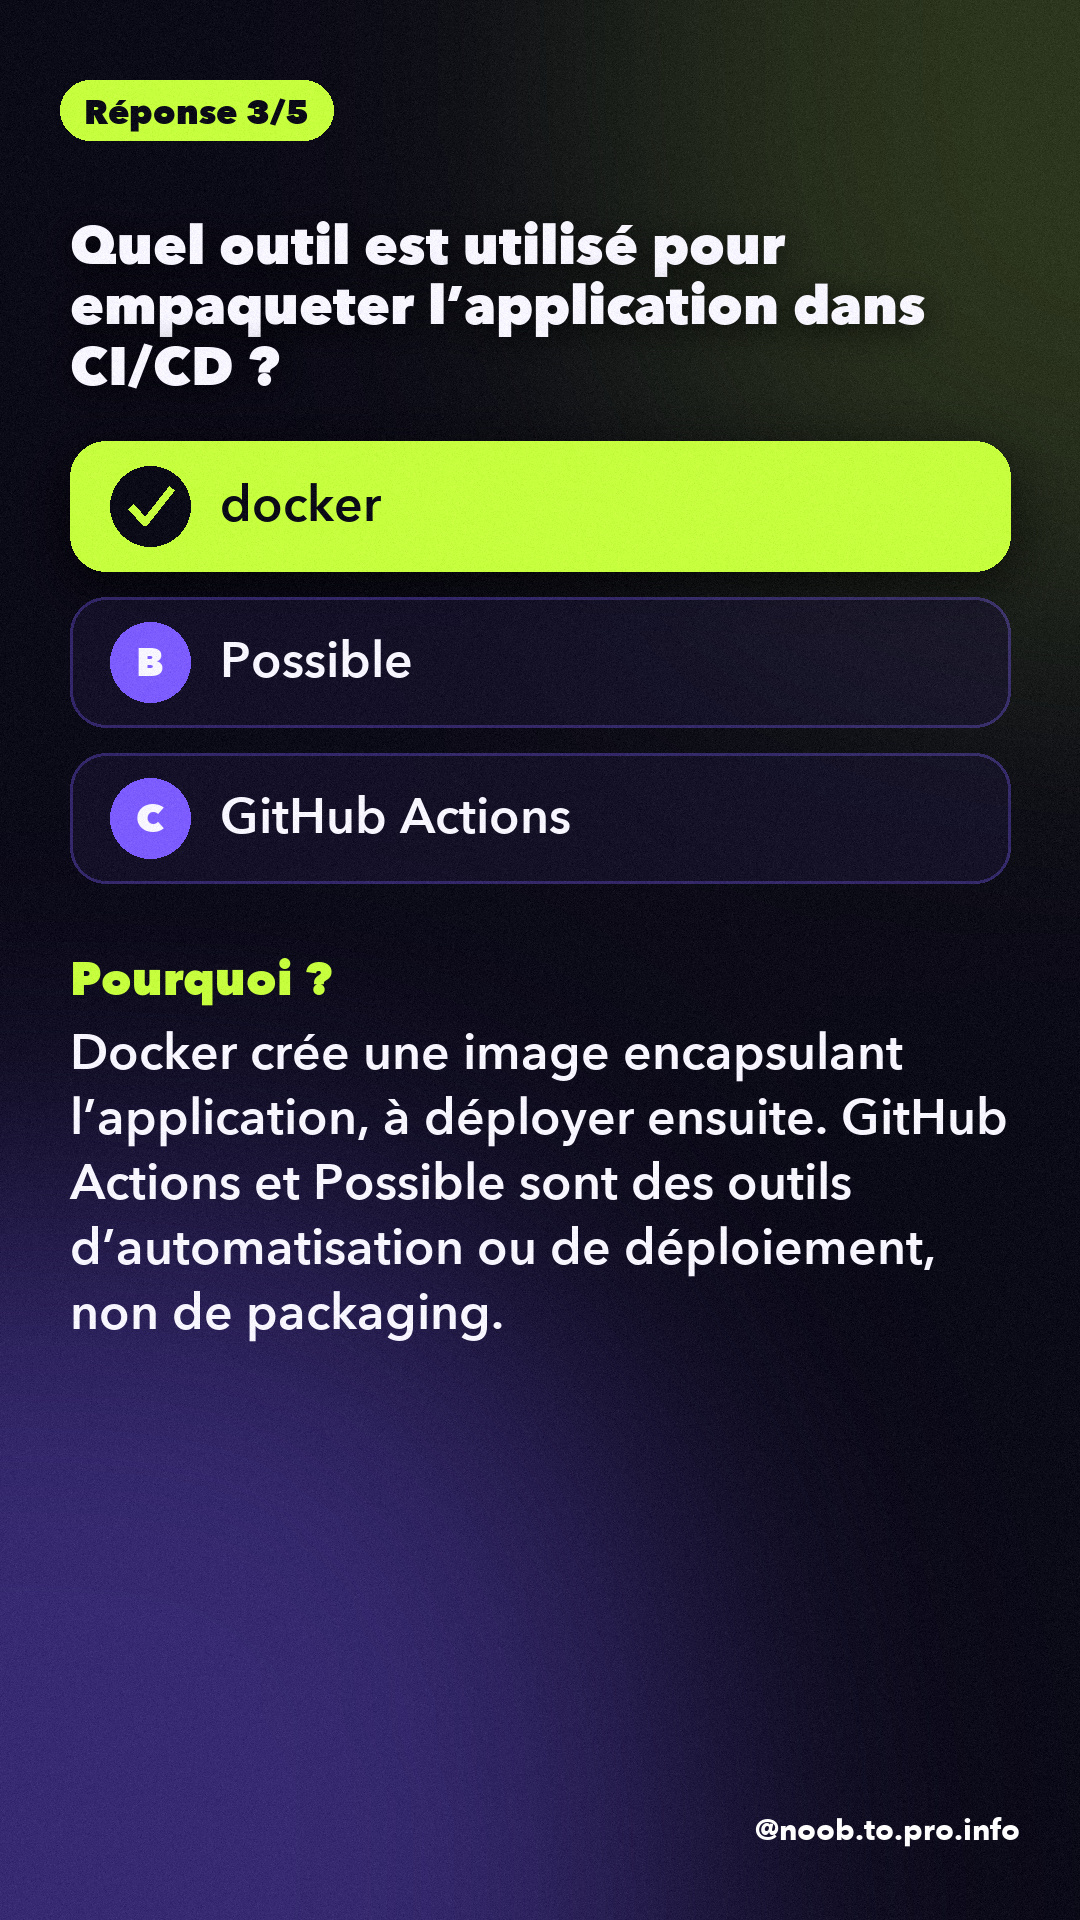 Réponse 3/5
Quel outil est utilisé pour
empaqueter l’application dans
CI/CD ?
docker
B Possible
C GitHub Actions
Pourquoi ?
Docker crée une image encapsulant
l’application, à déployer ensuite. GitHub
Actions et Possible sont des outils
d’automatisation ou de déploiement,
non de packaging.
@noob.to.pro.info